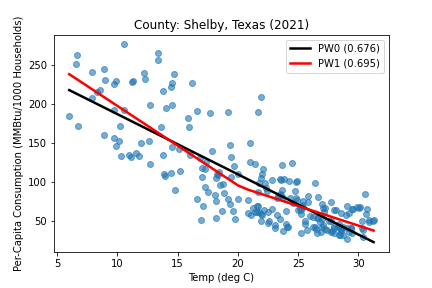 County: Shelby, Texas (2021)
PW0 (0.676)
PW1 (0.695)
Per-Capita Consumption (MMBtu/1000 Households)
250
200
150
100
50
5 10 15 20 25 30
Temp (deg C)